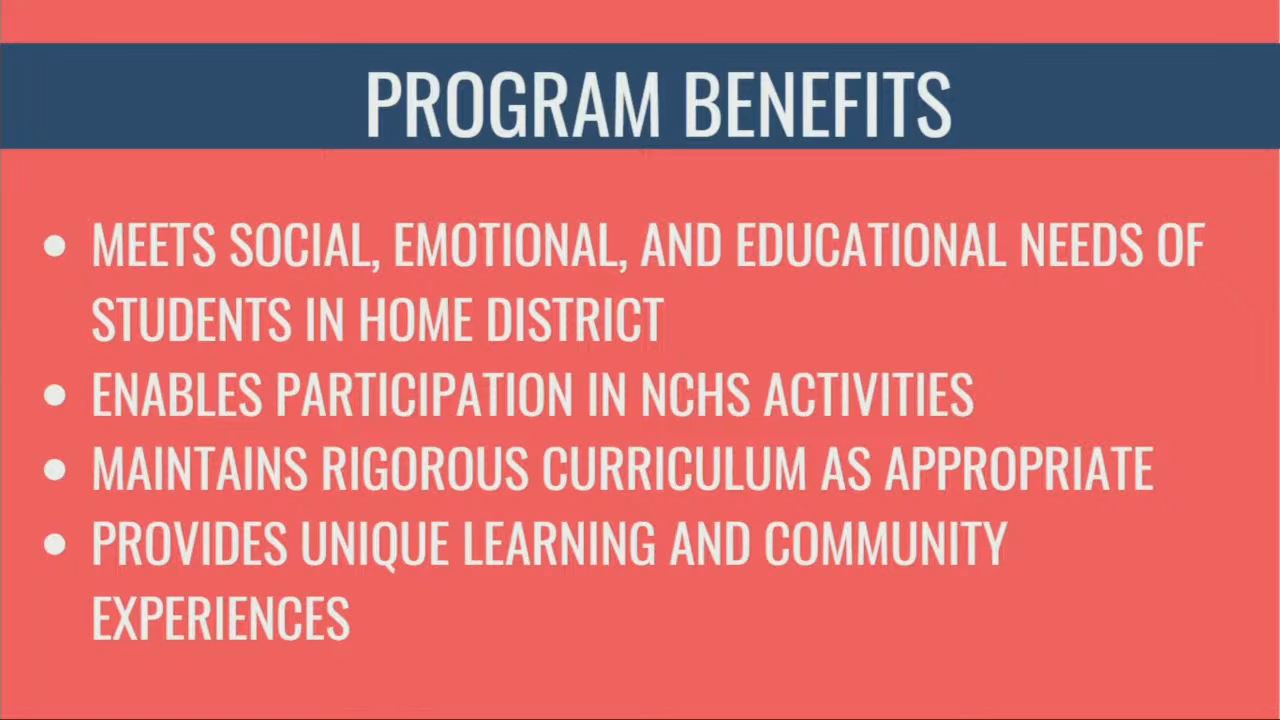 PROGRAM BENEFITS
• MEETS SOCIAL, EMOTIONAL, AND EDUCATIONAL NEEDS OF
STUDENTS IN HOME DISTRICT
• ENABLES PARTICIPATION IN NCHS ACTIVITIES
• MAINTAINS RIGOROUS CURRICULUM AS APPROPRIATE
• PROVIDES UNIQUE LEARNING AND COMMUNITY
EXPERIENCES